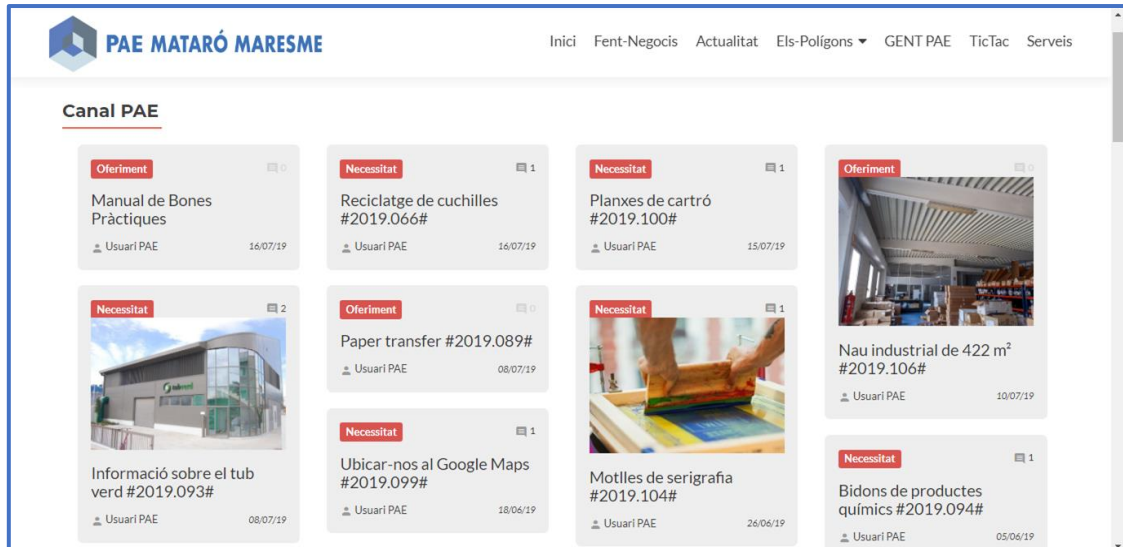 PAE MATARÓ MARESME
Inici Fent-Negocis Actualitat Els-Polígons GENT PAE TicTac Serveis
Canal PAE
Oferiment 0
Manual de Bones
Pràctiques
Usuari PAE 16/07/19
Necessitat 1
Reciclatge de cuchilles
#2019.066#
Usuari PAE 16/07/19
Necessitat 1
Planxes de cartró
#2019.100#
Usuari PAE 15/07/19
Oferiment 0
Nau industrial de 422 m²
#2019.106#
Usuari PAE 10/07/19
Necessitat 2
Informació sobre el tub
verd #2019.093#
Usuari PAE 08/07/19
Oferiment 0
Paper transfer #2019.089#
Usuari PAE 08/07/19
Necessitat 1
Motlles de serigrafia
#2019.104#
Usuari PAE 26/06/19
Necessitat 1
Ubicar-nos al Google Maps
#2019.099#
Usuari PAE 18/06/19
Necessitat 1
Bidons de productes
químics #2019.094#
Usuari PAE 05/06/19